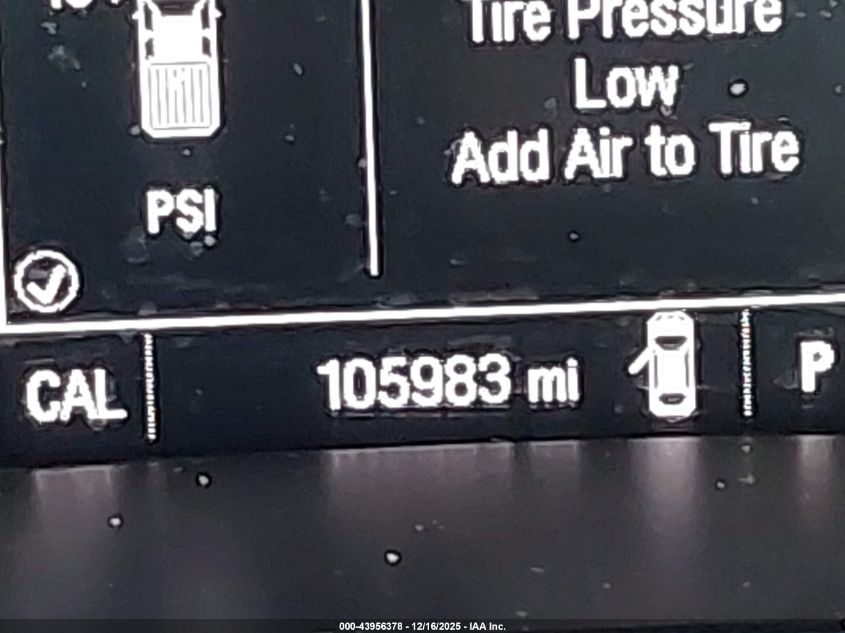 Tire Pressure
Low
Add Air to Tire
PSI
CAL
105983 mi
P
000-43956378 - 12/16/2025 - IAA Inc.